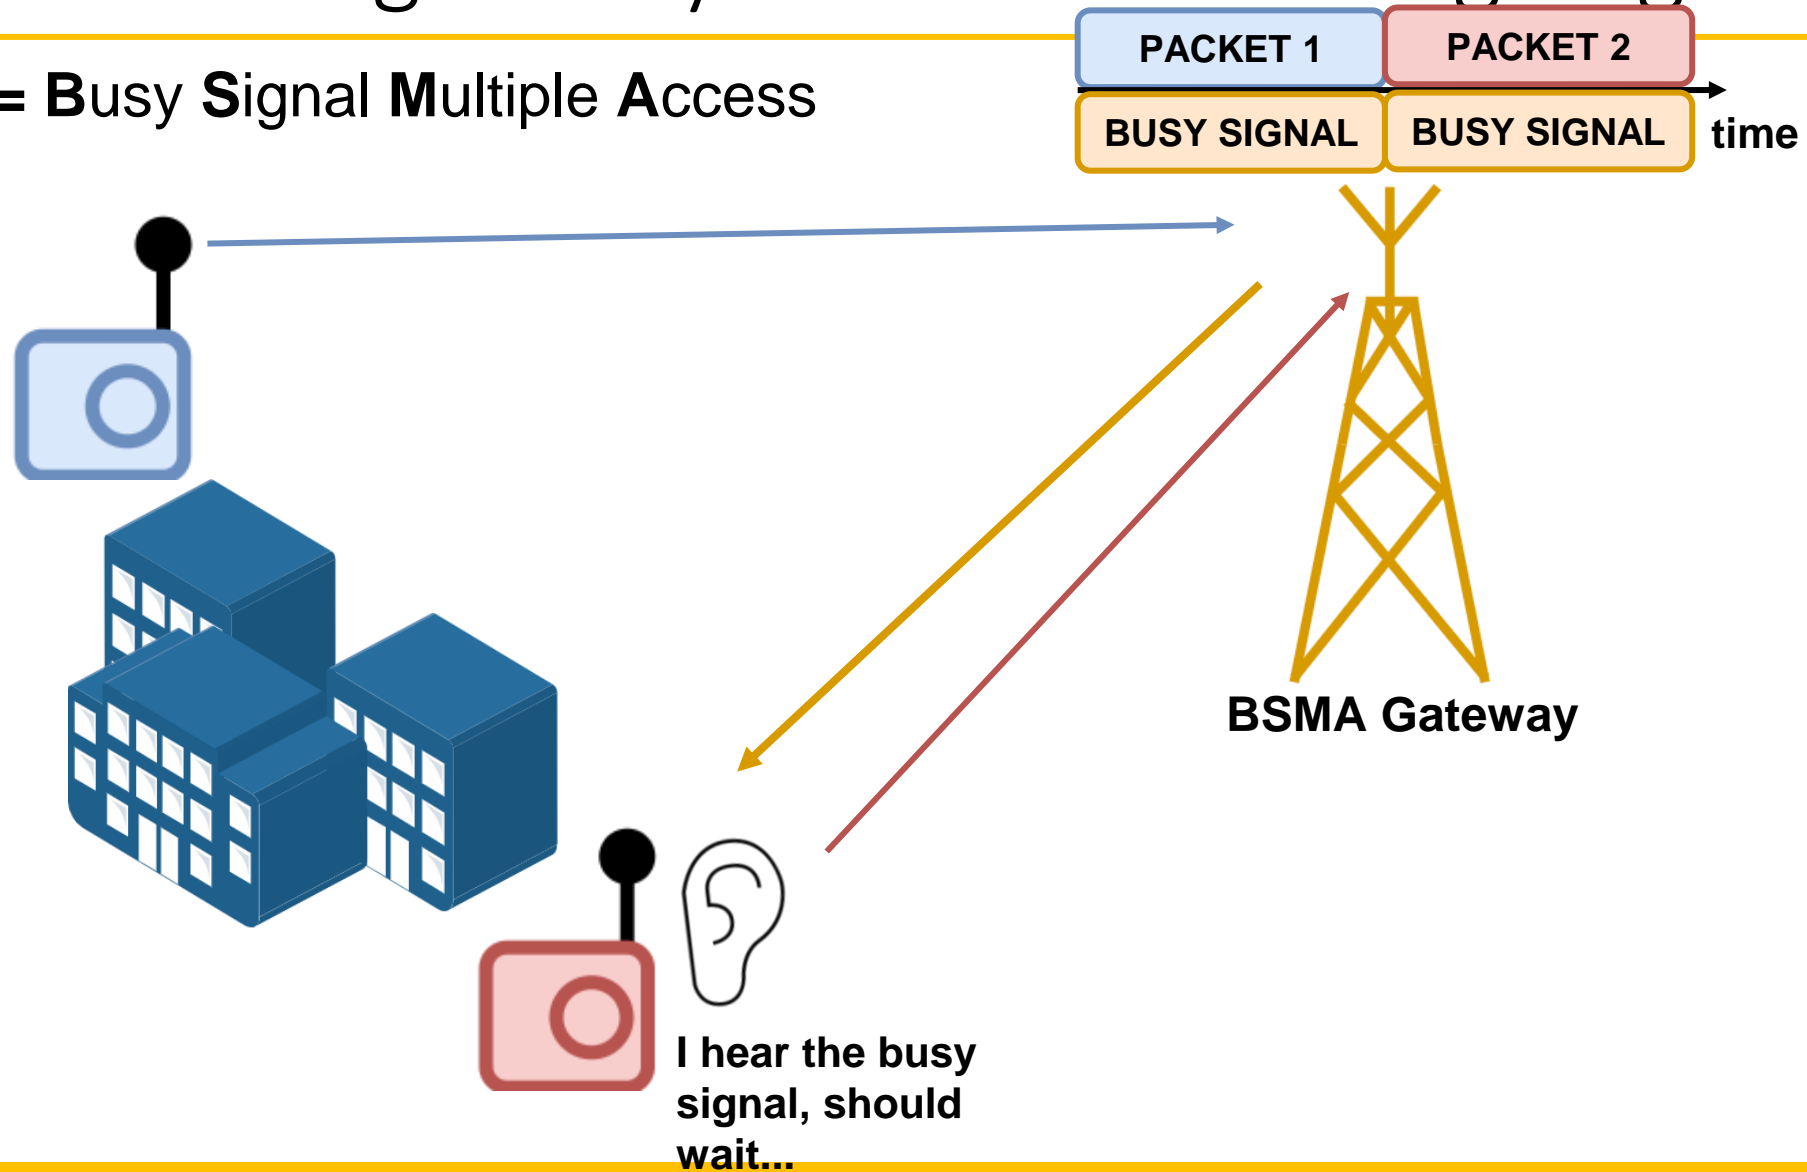 PACKET 1 PACKET 2
= Busy Signal Multiple Access
BUSY SIGNAL BUSY SIGNAL time
BSMA Gateway
I hear the busy
signal, should
wait...